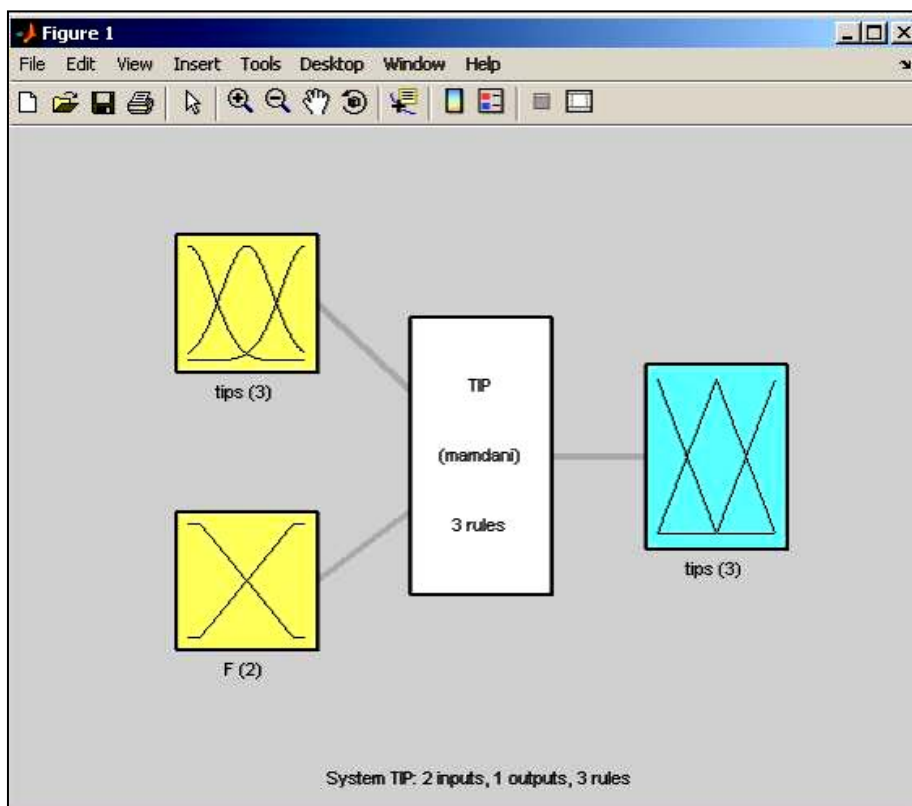 Figure 1
File Edit View Insert Tools Desktop Window Help
tips (3)
TIP
(mamdani)
3 rules
tips (3)
F (2)
System TIP: 2 inputs, 1 outputs, 3 rules